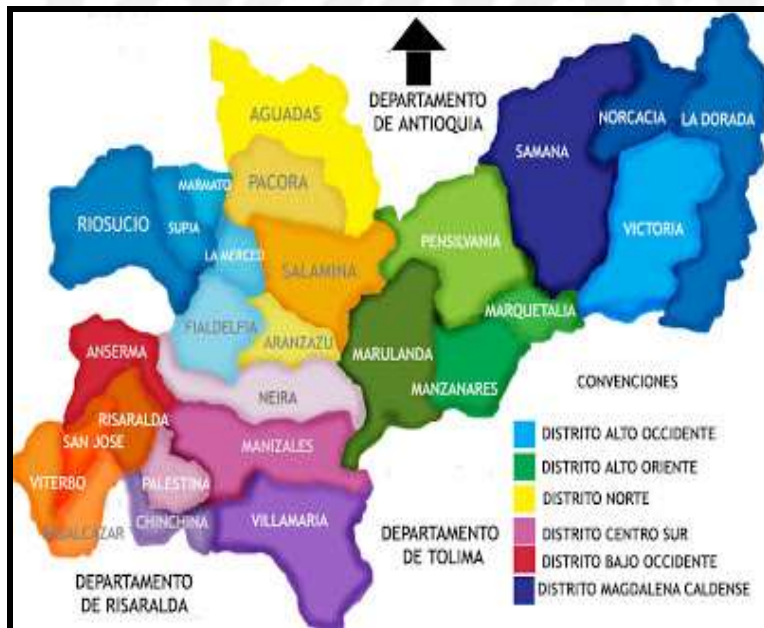 DEPARTAMENTO
DE ANTIOQUIA
AGUADAS
NORCACIA
LA DORADA
SAMANA
MARMATO
PACORA
RIOSUCIO
SUPIA
LA MERCED
SALAMINA
PENSILVANIA
VICTORIA
FIALDELFIA
ARANZAZU
MARQUETALIA
ANSERMA
MARULANDA
MANZANARES
NEIRA
RISARALDA
SAN JOSE
MANIZALES
VITERBO
PALESTINA
CHINCHINA
VILLAMARIA
DEPARTAMENTO
DE RISARALDA
DEPARTAMENTO
DE TOLIMA
CONVENCIONES
DISTRITO ALTO OCCIDENTE
DISTRITO ALTO ORIENTE
DISTRITO NORTE
DISTRITO CENTRO SUR
DISTRITO BAJO OCCIDENTE
DISTRITO MAGDALENA CALDENSE